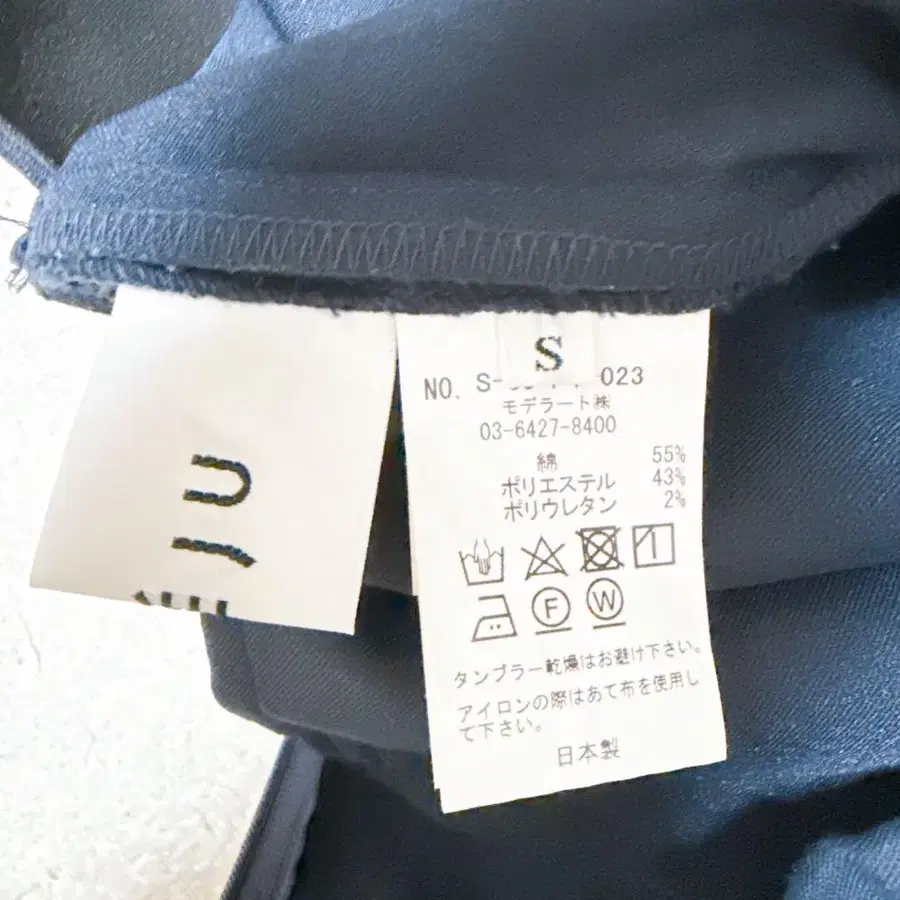 S
NO. S-
023
モデラート㈱
03-6427-8400
綿 55%
ポリエステル 43%
ポリウレタン 2%
F W
タンブラー乾燥はお避け下さい。
アイロンの際はあて布を使用し
て下さい。
日本製